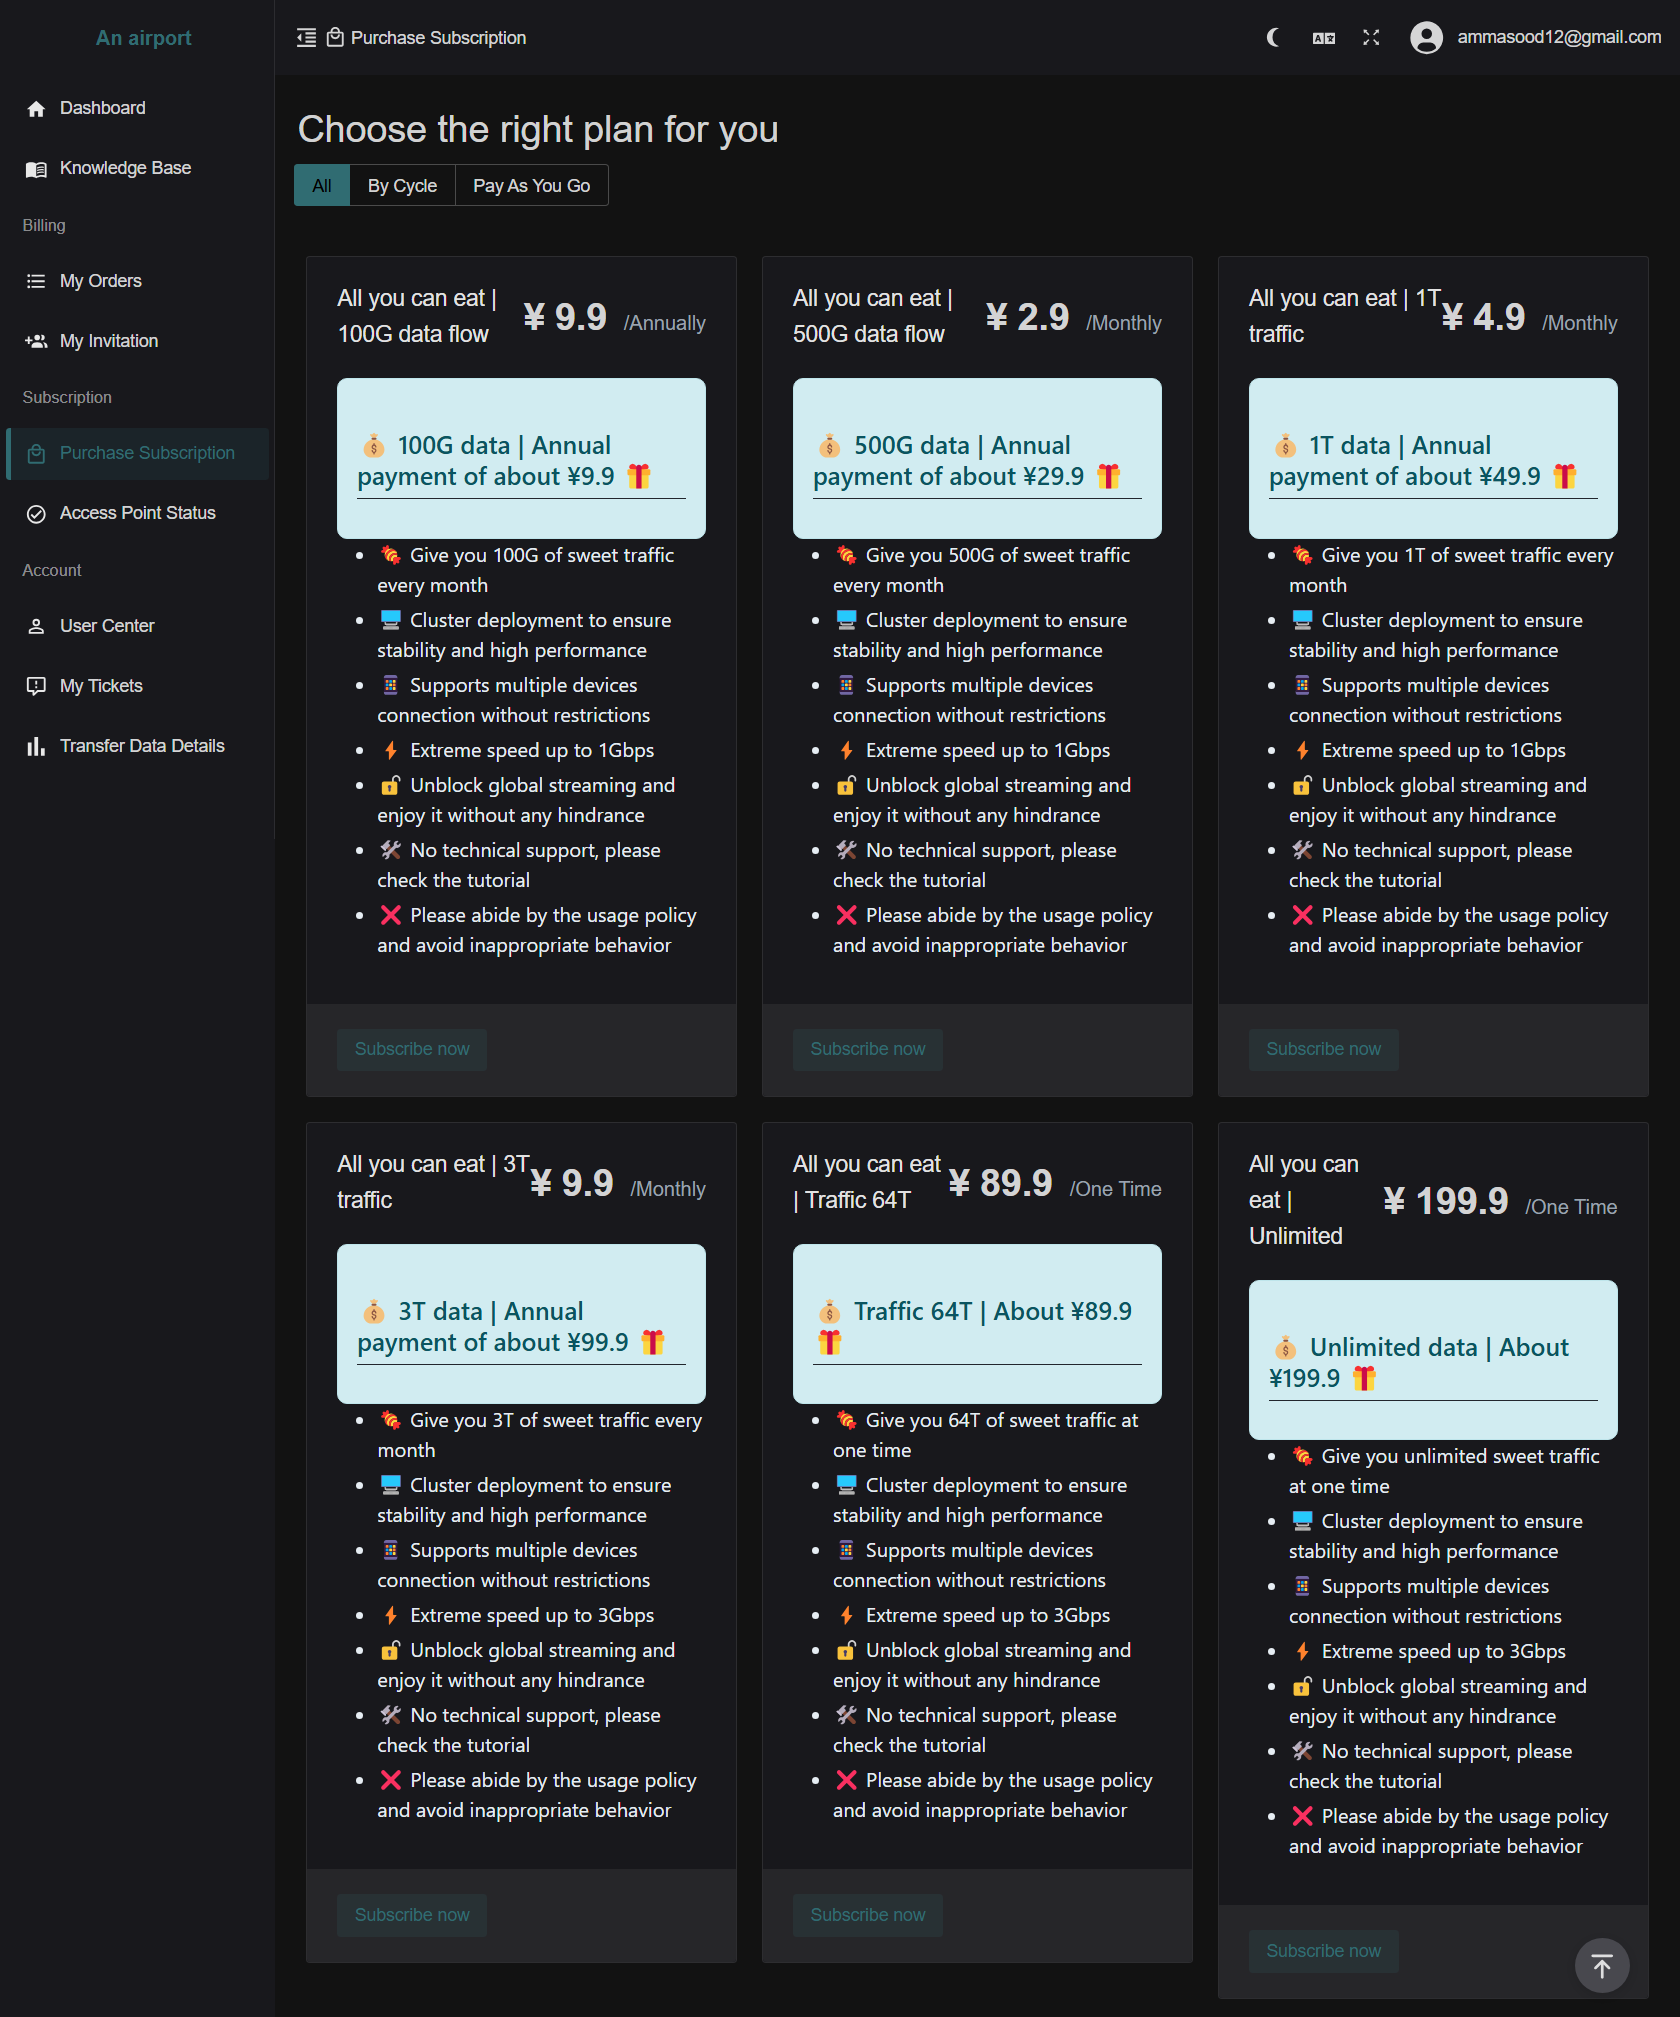 An airport
Purchase Subscription
ammasood12@gmail.com
Dashboard
Knowledge Base
Billing
My Orders
My Invitation
Subscription
Purchase Subscription
Access Point Status
Account
User Center
My Tickets
Transfer Data Details
Choose the right plan for you
All
By Cycle
Pay As You Go
All you can eat |
100G data flow
¥ 9.9 /Annually
💰 100G data | Annual
payment of about ¥9.9 🎁
🍬 Give you 100G of sweet traffic
every month
🖥️ Cluster deployment to ensure
stability and high performance
📱 Supports multiple devices
connection without restrictions
⚡ Extreme speed up to 1Gbps
🔓 Unblock global streaming and
enjoy it without any hindrance
🛠️ No technical support, please
check the tutorial
❌ Please abide by the usage policy
and avoid inappropriate behavior
Subscribe now
All you can eat |
500G data flow
¥ 2.9 /Monthly
💰 500G data | Annual
payment of about ¥29.9 🎁
🍬 Give you 500G of sweet traffic
every month
🖥️ Cluster deployment to ensure
stability and high performance
📱 Supports multiple devices
connection without restrictions
⚡ Extreme speed up to 1Gbps
🔓 Unblock global streaming and
enjoy it without any hindrance
🛠️ No technical support, please
check the tutorial
❌ Please abide by the usage policy
and avoid inappropriate behavior
Subscribe now
All you can eat | 1T
traffic
¥ 4.9 /Monthly
💰 1T data | Annual
payment of about ¥49.9 🎁
🍬 Give you 1T of sweet traffic every
month
🖥️ Cluster deployment to ensure
stability and high performance
📱 Supports multiple devices
connection without restrictions
⚡ Extreme speed up to 1Gbps
🔓 Unblock global streaming and
enjoy it without any hindrance
🛠️ No technical support, please
check the tutorial
❌ Please abide by the usage policy
and avoid inappropriate behavior
Subscribe now
All you can eat | 3T
traffic
¥ 9.9 /Monthly
💰 3T data | Annual
payment of about ¥99.9 🎁
🍬 Give you 3T of sweet traffic every
month
🖥️ Cluster deployment to ensure
stability and high performance
📱 Supports multiple devices
connection without restrictions
⚡ Extreme speed up to 3Gbps
🔓 Unblock global streaming and
enjoy it without any hindrance
🛠️ No technical support, please
check the tutorial
❌ Please abide by the usage policy
and avoid inappropriate behavior
Subscribe now
All you can eat
| Traffic 64T
¥ 89.9 /One Time
💰 Traffic 64T | About ¥89.9
🎁
🍬 Give you 64T of sweet traffic at
one time
🖥️ Cluster deployment to ensure
stability and high performance
📱 Supports multiple devices
connection without restrictions
⚡ Extreme speed up to 3Gbps
🔓 Unblock global streaming and
enjoy it without any hindrance
🛠️ No technical support, please
check the tutorial
❌ Please abide by the usage policy
and avoid inappropriate behavior
Subscribe now
All you can
eat |
Unlimited
¥ 199.9 /One Time
💰 Unlimited data | About
¥199.9 🎁
🍬 Give you unlimited sweet traffic
at one time
🖥️ Cluster deployment to ensure
stability and high performance
📱 Supports multiple devices
connection without restrictions
⚡ Extreme speed up to 3Gbps
🔓 Unblock global streaming and
enjoy it without any hindrance
🛠️ No technical support, please
check the tutorial
❌ Please abide by the usage policy
and avoid inappropriate behavior
Subscribe now